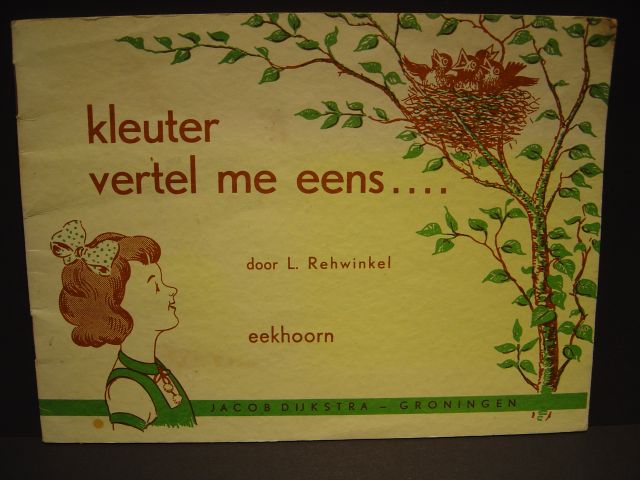 kleuter
vertel me eens....
door L. Rehwinkel
eekhoorn
JACOB DIJKSTRA – GRONINGEN